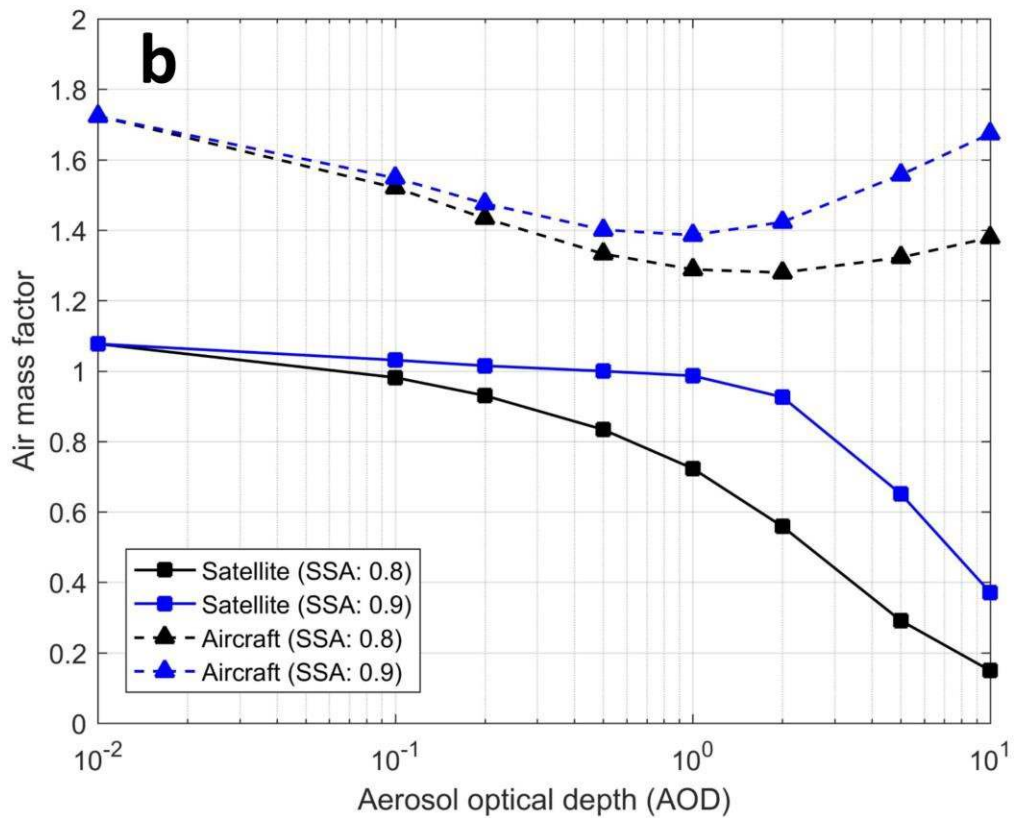 b
2
1.8
1.6
1.4
1.2
1
0.8
0.6
0.4
0.2
0
Air mass factor
Satellite (SSA: 0.8)
Satellite (SSA: 0.9)
Aircraft (SSA: 0.8)
Aircraft (SSA: 0.9)
10⁻² 10⁻¹ 10⁰ 10¹
Aerosol optical depth (AOD)